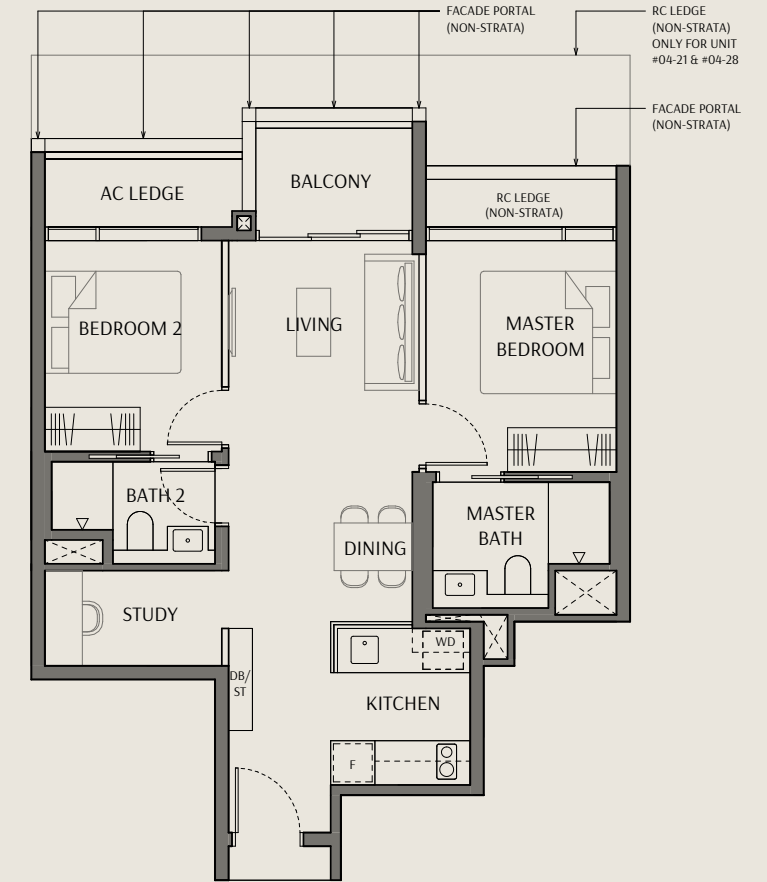 FACADE PORTAL
(NON-STRATA)
RC LEDGE
(NON-STRATA)
ONLY FOR UNIT
#04-21 & #04-28
FACADE PORTAL
(NON-STRATA)
AC LEDGE
BALCONY
RC LEDGE
(NON-STRATA)
BEDROOM 2
LIVING
MASTER
BEDROOM
BATH 2
MASTER
BATH
DINING
STUDY
WD
DB/
ST
KITCHEN
F